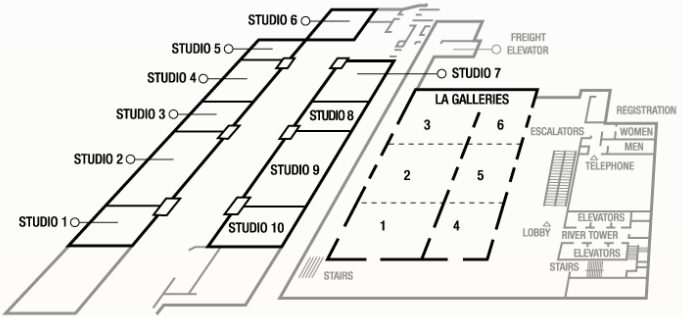 STUDIO 6
FREIGHT
ELEVATOR
STUDIO 5
STUDIO 4
STUDIO 7
LA GALLERIES
STUDIO 3
STUDIO 8
3
6
REGISTRATION
ESCALATORS
WOMEN
MEN
STUDIO 2
TELEPHONE
STUDIO 9
2
5
STUDIO 1
STUDIO 10
1
4
ELEVATORS
LOBBY
RIVER TOWER
ELEVATORS
STAIRS
STAIRS